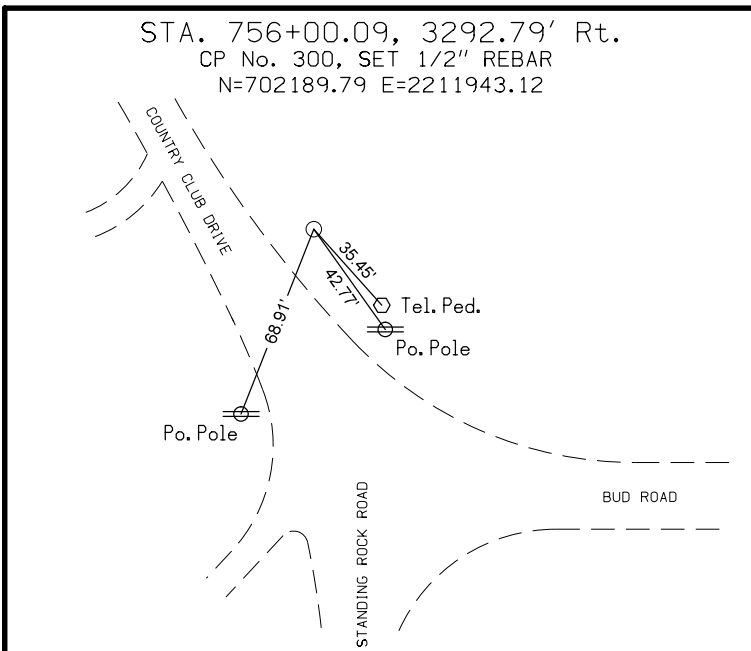 STA. 756+00.09, 3292.79' Rt.
CP No. 300, SET 1/2" REBAR
N=702189.79 E=2211943.12
COUNTRY CLUB DRIVE
35.45'
42.77'
68.91'
Tel. Ped.
Po. Pole
Po. Pole
BUD ROAD
STANDING ROCK ROAD